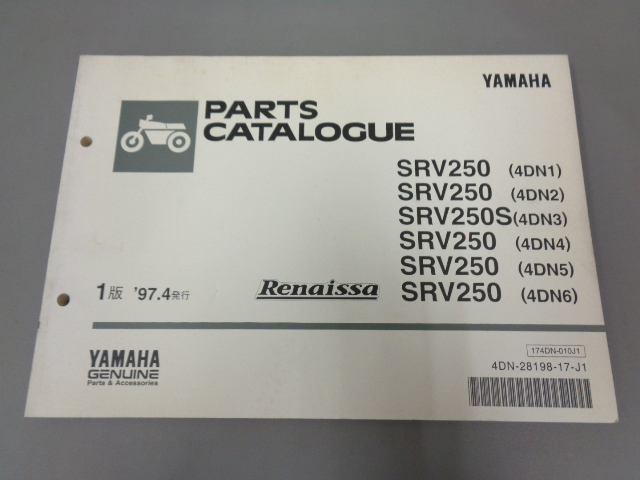 YAMAHA
PARTS
CATALOGUE
SRV250 (4DN1)
SRV250 (4DN2)
SRV250S(4DN3)
SRV250 (4DN4)
SRV250 (4DN5)
Renaissa SRV250 (4DN6)
1版 '97.4発行
174DN-010J1
4DN-28198-17-J1
YAMAHA
GENUINE
Parts & Accessories